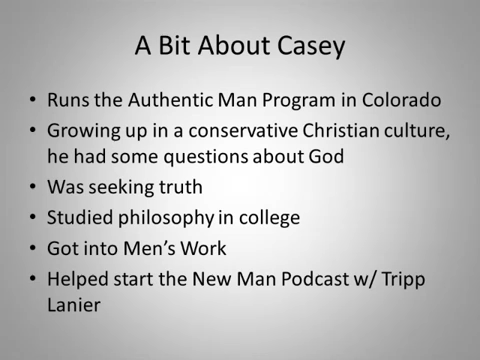 A Bit About Casey
• Runs the Authentic Man Program in Colorado
• Growing up in a conservative Christian culture,
he had some questions about God
• Was seeking truth
• Studied philosophy in college
• Got into Men's Work
• Helped start the New Man Podcast w/ Tripp
Lanier